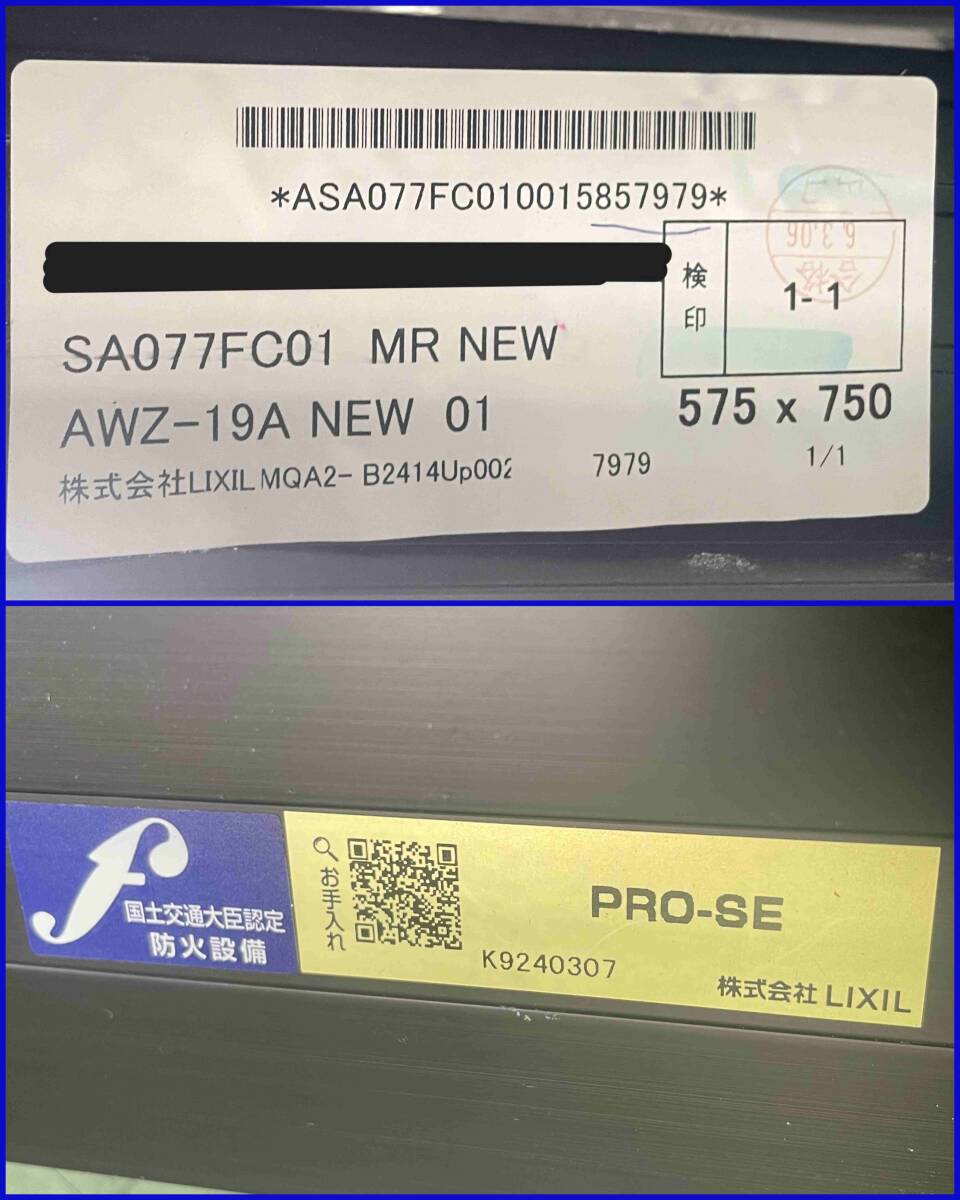 *ASA077FC010015857979*
検印
6.3.06
合格
1-1
SA077FC01 MR NEW
575 x 750
AWZ-19A NEW 01
株式会社LIXIL MQA2- B2414Up002
7979
1/1
国土交通大臣認定
防火設備
お手入れ
PRO-SE
K9240307
株式会社 LIXIL